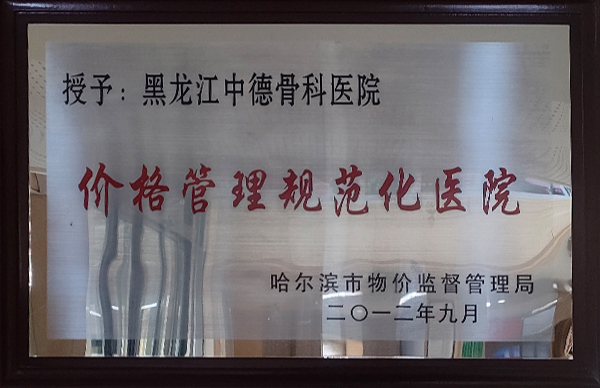 授予：黑龙江中德骨科医院
价格管理规范化医院
哈尔滨市物价监督管理局
二〇一二年九月